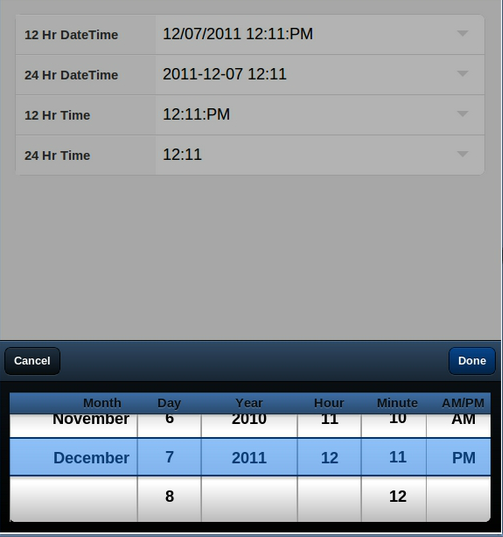 12 Hr DateTime 12/07/2011 12:11:PM
24 Hr DateTime 2011-12-07 12:11
12 Hr Time 12:11:PM
24 Hr Time 12:11
Cancel Done
Month Day Year Hour Minute AM/PM
November 6 2010 11 10 AM
December 7 2011 12 11 PM
8 12